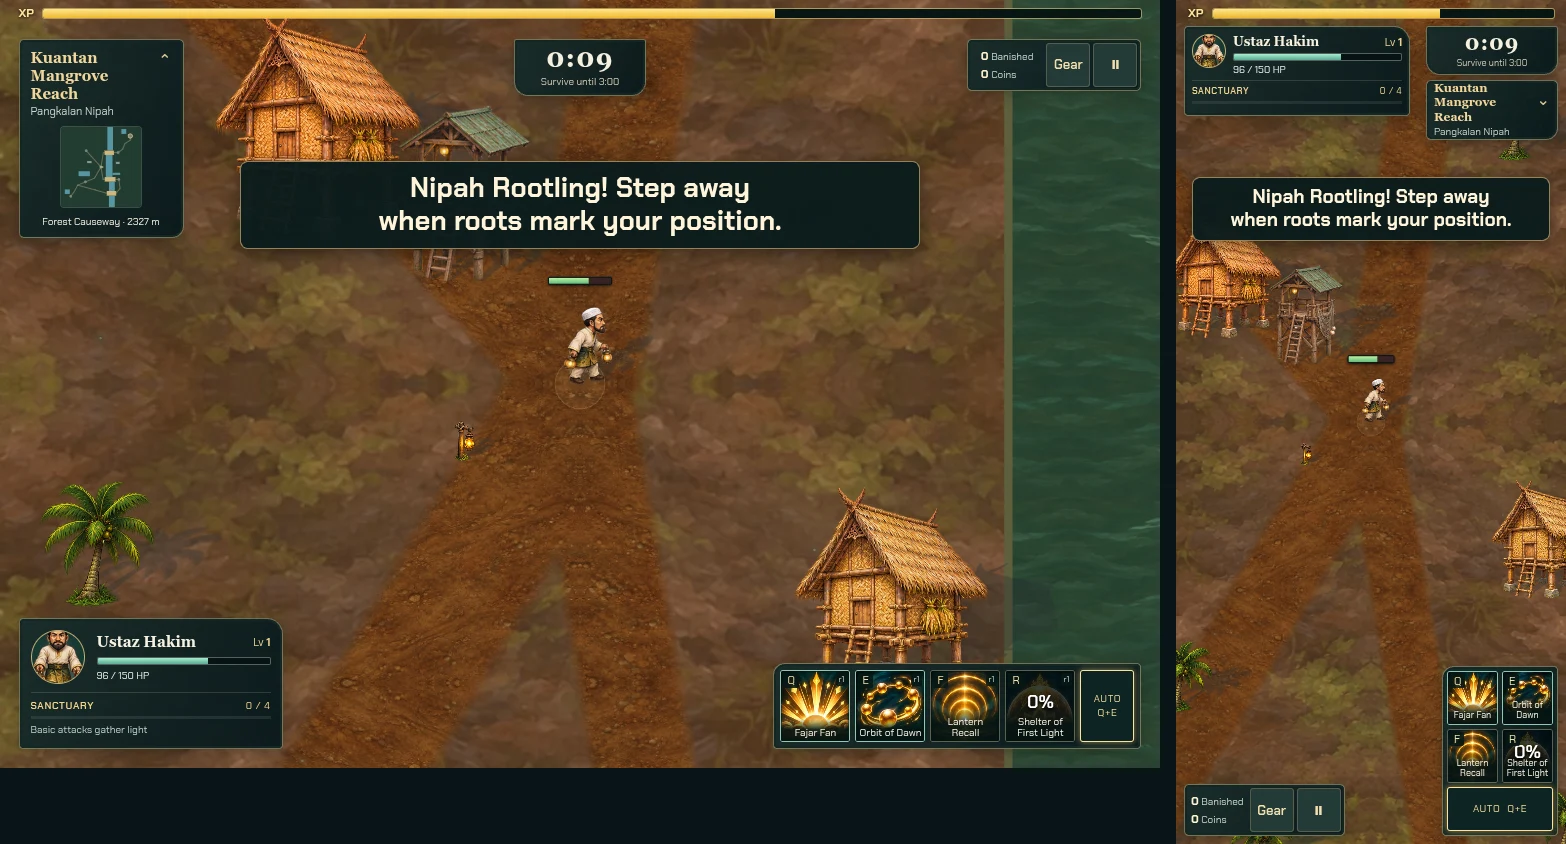 XP
Kuantan
Mangrove
Reach
Pangkalan Nipah
Forest Causeway · 2327 m
0:09
Survive until 3:00
0 Banished
0 Coins
Gear
Nipah Rootling! Step away
when roots mark your position.
Ustaz Hakim
Lv 1
96 / 150 HP
SANCTUARY
0 / 4
Basic attacks gather light
Q
r1
Fajar Fan
E
r1
Orbit of Dawn
F
r1
Lantern
Recall
R
r1
0%
Shelter of
First Light
AUTO
Q+E
XP
Ustaz Hakim
Lv 1
96 / 150 HP
SANCTUARY
0 / 4
0:09
Survive until 3:00
Kuantan
Mangrove
Reach
Pangkalan Nipah
Nipah Rootling! Step away
when roots mark your position.
Q
Fajar Fan
E
Orbit of
Dawn
F
Lantern
Recall
R
0%
Shelter of
First Light
AUTO Q+E
0 Banished
0 Coins
Gear